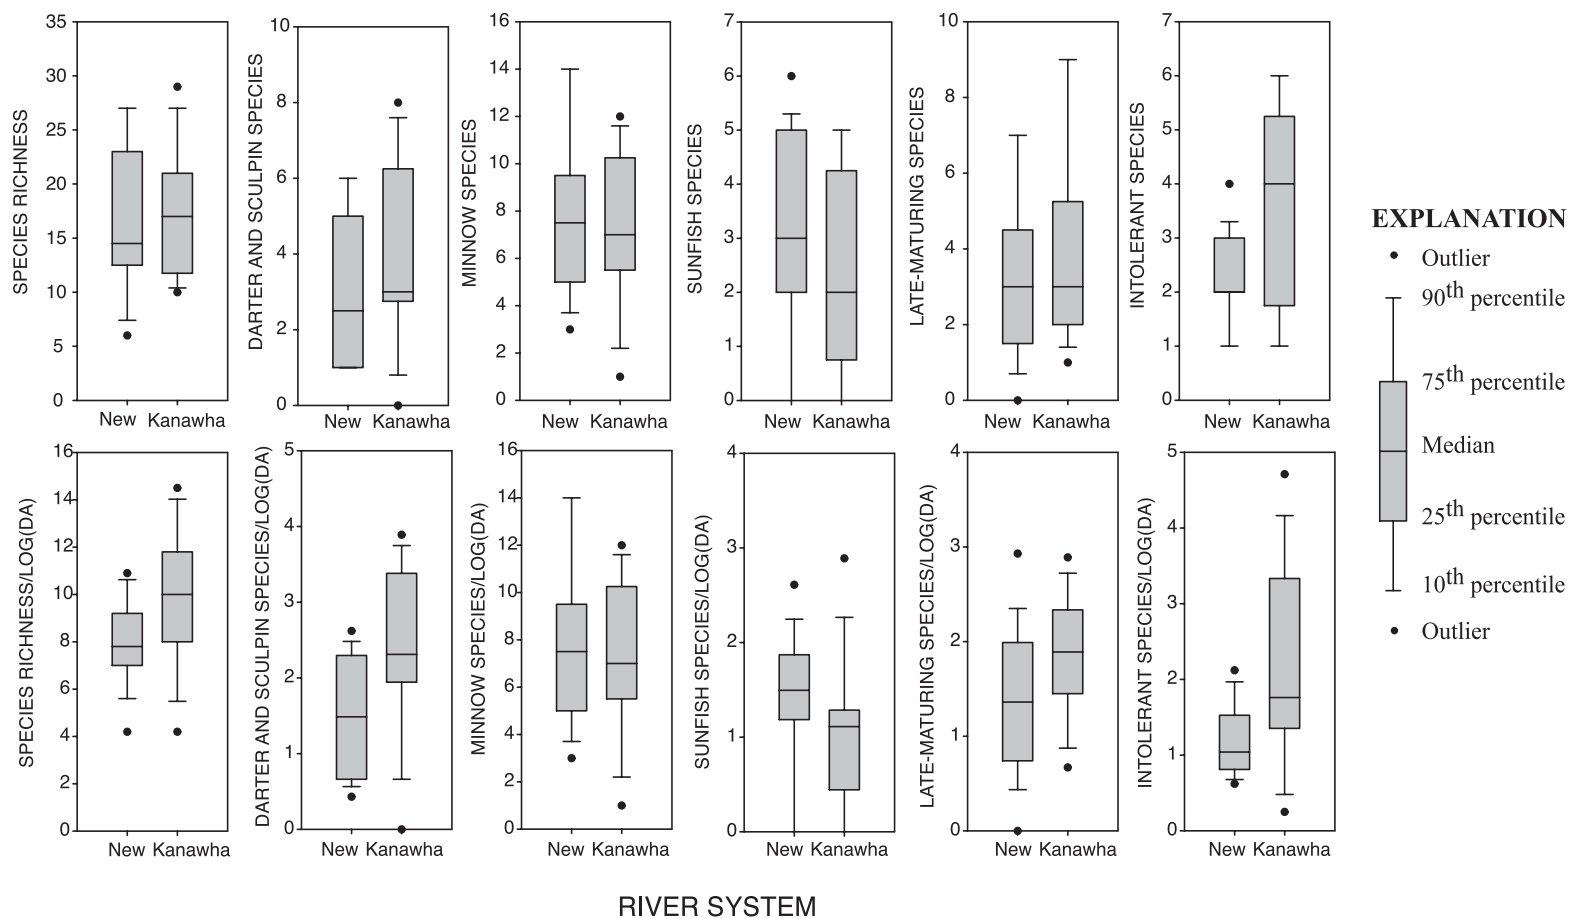 SPECIES RICHNESS
35
30
25
20
15
10
5
0
New Kanawha
DARTER AND SCULPIN SPECIES
10
8
6
4
2
0
New Kanawha
MINNOW SPECIES
16
14
12
10
8
6
4
2
0
New Kanawha
SUNFISH SPECIES
7
6
5
4
3
2
1
0
New Kanawha
LATE-MATURING SPECIES
10
8
6
4
2
0
New Kanawha
INTOLERANT SPECIES
7
6
5
4
3
2
1
0
New Kanawha
EXPLANATION
Outlier
90th percentile
75th percentile
Median
25th percentile
10th percentile
Outlier
SPECIES RICHNESS/LOG(DA)
16
14
12
10
8
6
4
2
0
New Kanawha
DARTER AND SCULPIN SPECIES/LOG(DA)
5
4
3
2
1
0
New Kanawha
MINNOW SPECIES/LOG(DA)
16
14
12
10
8
6
4
2
0
New Kanawha
SUNFISH SPECIES/LOG(DA)
4
3
2
1
0
New Kanawha
LATE-MATURING SPECIES/LOG(DA)
4
3
2
1
0
New Kanawha
INTOLERANT SPECIES/LOG(DA)
5
4
3
2
1
0
New Kanawha
RIVER SYSTEM